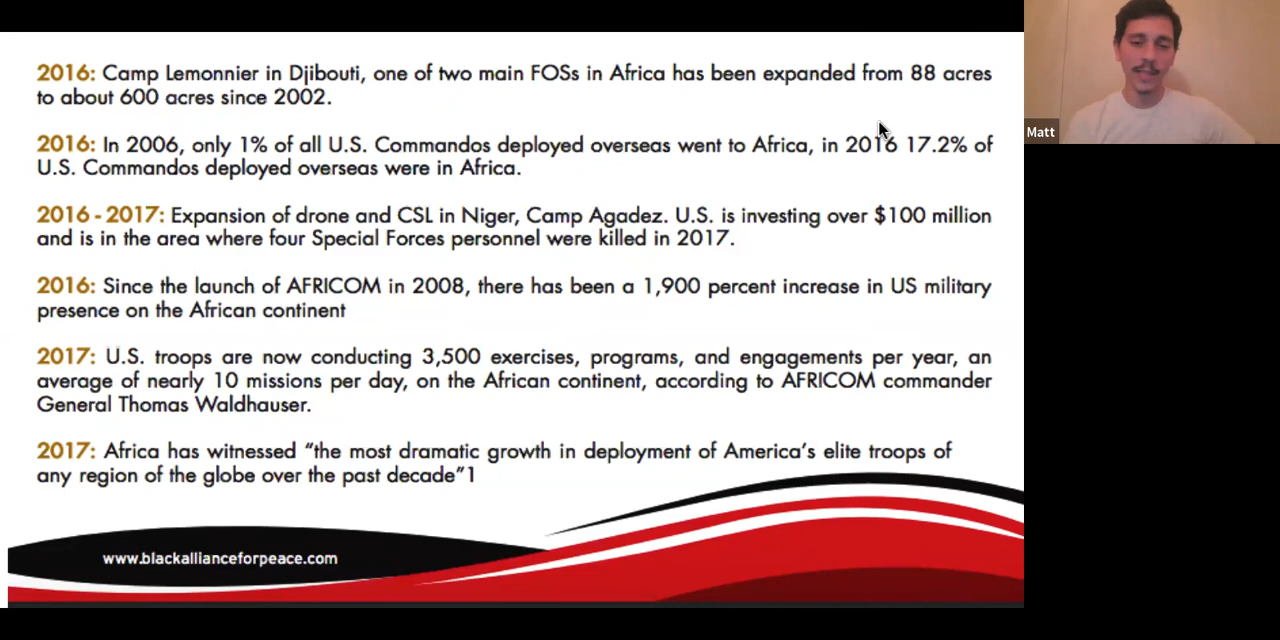 2016: Camp Lemonnier in Djibouti, one of two main FOSs in Africa has been expanded from 88 acres
to about 600 acres since 2002.
2016: In 2006, only 1% of all U.S. Commandos deployed overseas went to Africa, in 2016 17.2% of
U.S. Commandos deployed overseas were in Africa.
2016 - 2017: Expansion of drone and CSL in Niger, Camp Agadez. U.S. is investing over $100 million
and is in the area where four Special Forces personnel were killed in 2017.
2016: Since the launch of AFRICOM in 2008, there has been a 1,900 percent increase in US military
presence on the African continent
2017: U.S. troops are now conducting 3,500 exercises, programs, and engagements per year, an
average of nearly 10 missions per day, on the African continent, according to AFRICOM commander
General Thomas Waldhauser.
2017: Africa has witnessed “the most dramatic growth in deployment of America’s elite troops of
any region of the globe over the past decade”1
www.blackallianceforpeace.com
Matt